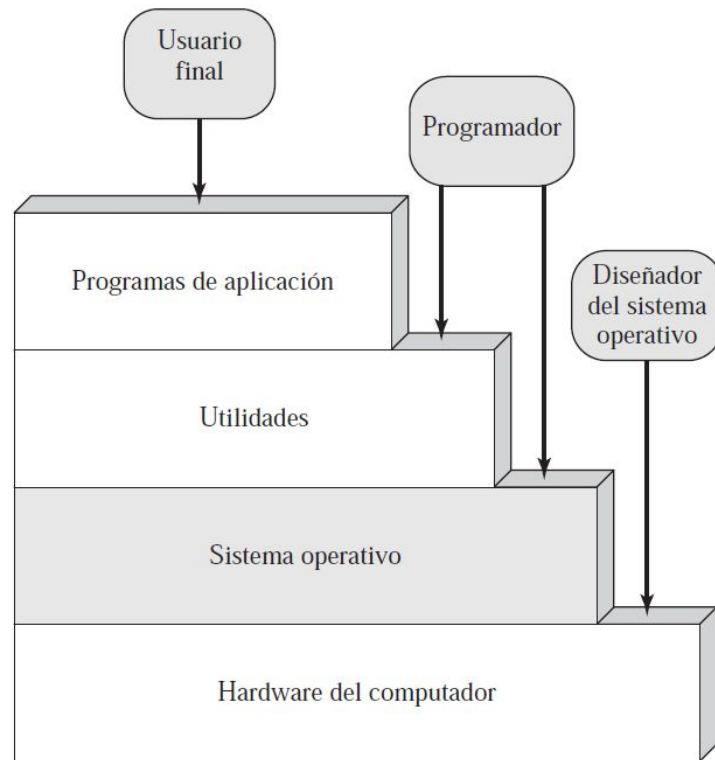 Usuario
final
Programador
Diseñador
del sistema
operativo
Programas de aplicación
Utilidades
Sistema operativo
Hardware del computador